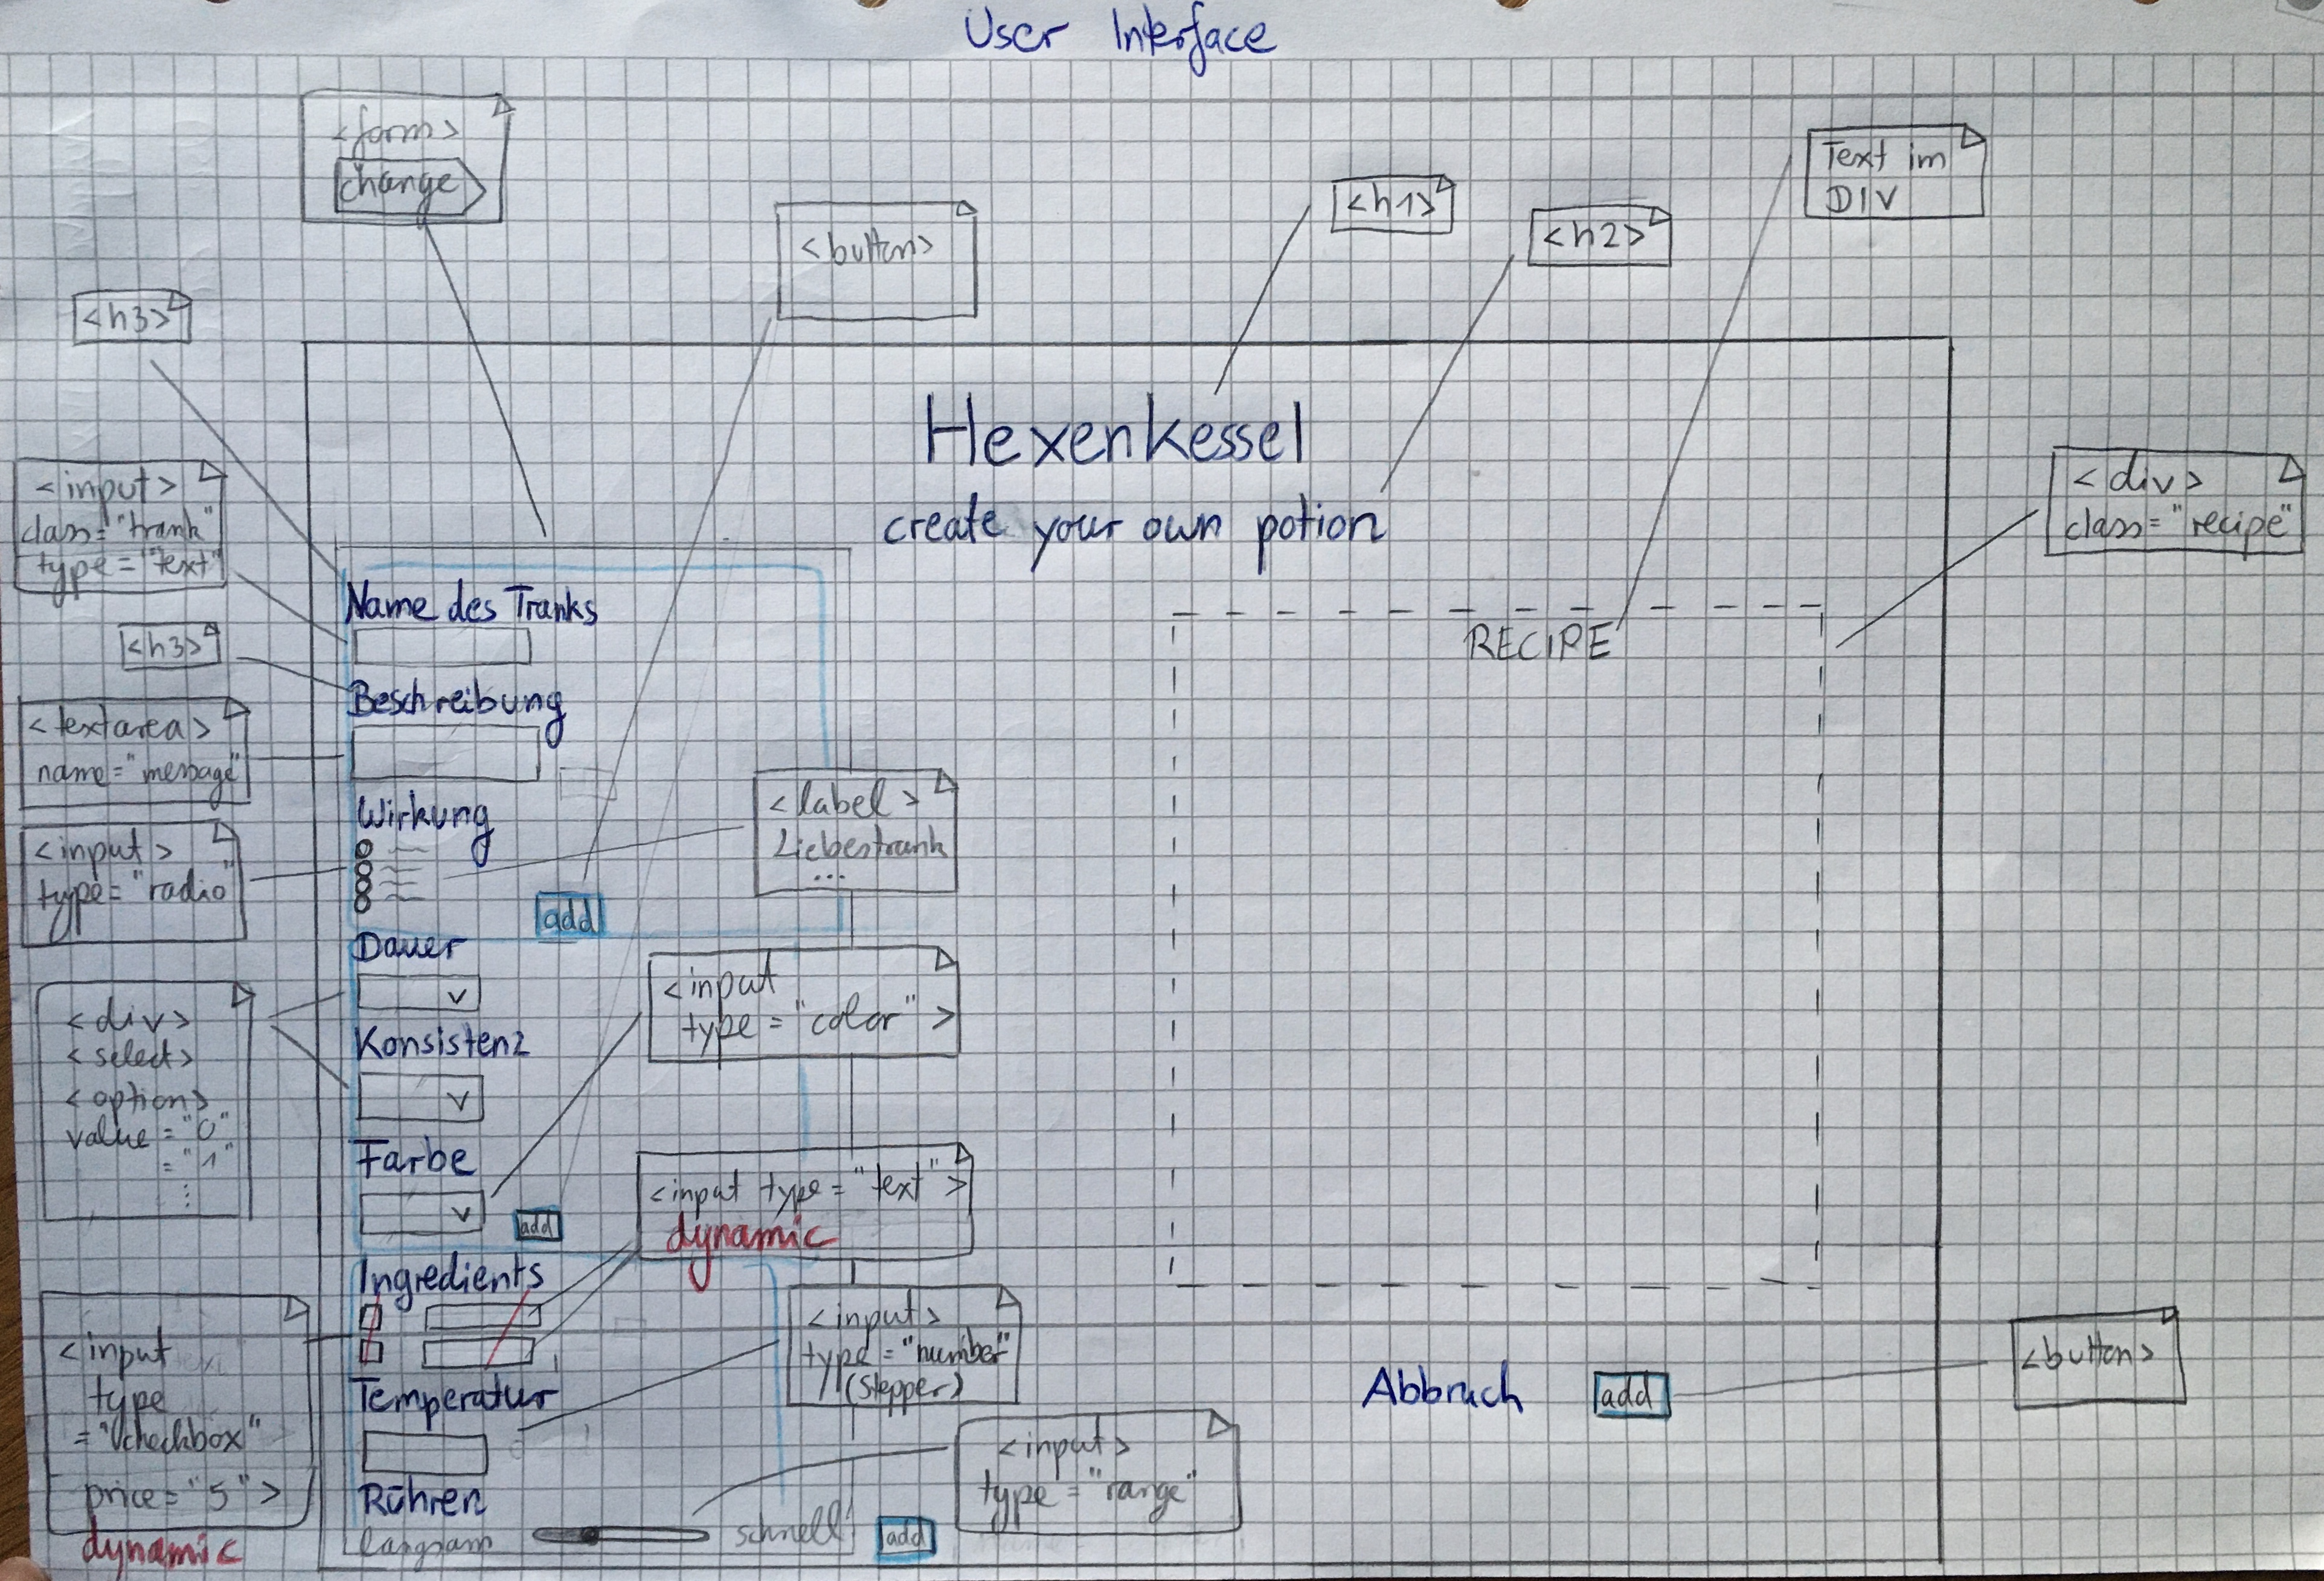 User Interface
<form>
change
<button>
<h1>
<h2>
Text im
DIV
<h3>
Hexenkessel
create your own potion
<input>
class="trank"
type="text"
<div>
class="recipe"
Name des Tranks
RECIPE
<h3>
Beschreibung
<textarea>
name="message"
Wirkung
<label>
Liebestrank
...
<input>
type="radio"
add
Dauer
v
<input
type="color">
<div>
<select>
<option>
value="0"
="1"
⋮
Konsistenz
v
Farbe
v
add
<input type="text">
dynamic
Ingredients
<input
type
="checkbox"
price="5">
dynamic
<input>
type="number"
(stepper)
Temperatur
Abbruch
add
<button>
<input>
type="range"
Rühren
langsam
schnell
add